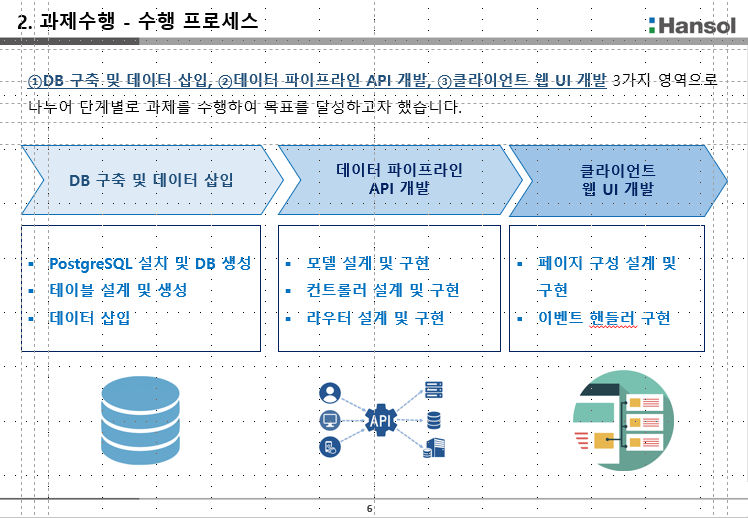 2. 과제수행 - 수행 프로세스
Hansol
①DB 구축 및 데이터 삽입, ②데이터 파이프라인 API 개발, ③클라이언트 웹 UI 개발 3가지 영역으로
나누어 단계별로 과제를 수행하여 목표를 달성하고자 했습니다.
DB 구축 및 데이터 삽입
데이터 파이프라인
API 개발
클라이언트
웹 UI 개발
▪ PostgreSQL 설치 및 DB 생성
▪ 테이블 설계 및 생성
▪ 데이터 삽입
▪ 모델 설계 및 구현
▪ 컨트롤러 설계 및 구현
▪ 랴우터 설계 및 구현
▪ 페이지 구성 설계 및
구현
▪ 이벤트 핸들러 구현
API
6